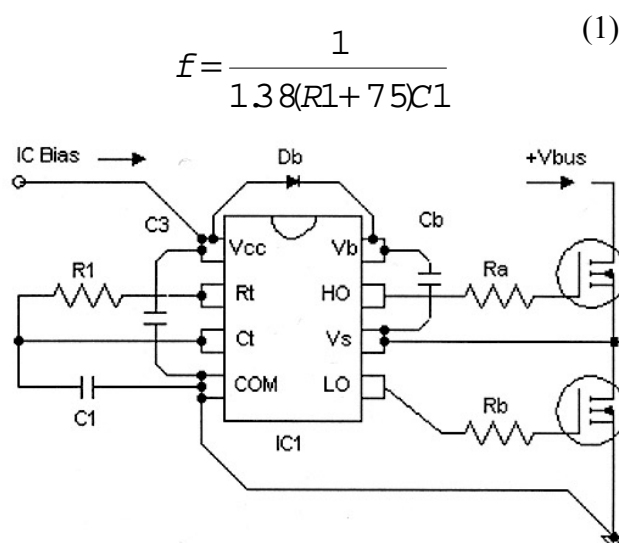 (1)
f = 1 / 1.38(R1+75)C1
IC Bias
Db
+Vbus
C3
Cb
Vcc
Vb
R1
Ra
Rt
HO
Ct
Vs
COM
LO
C1
Rb
IC1